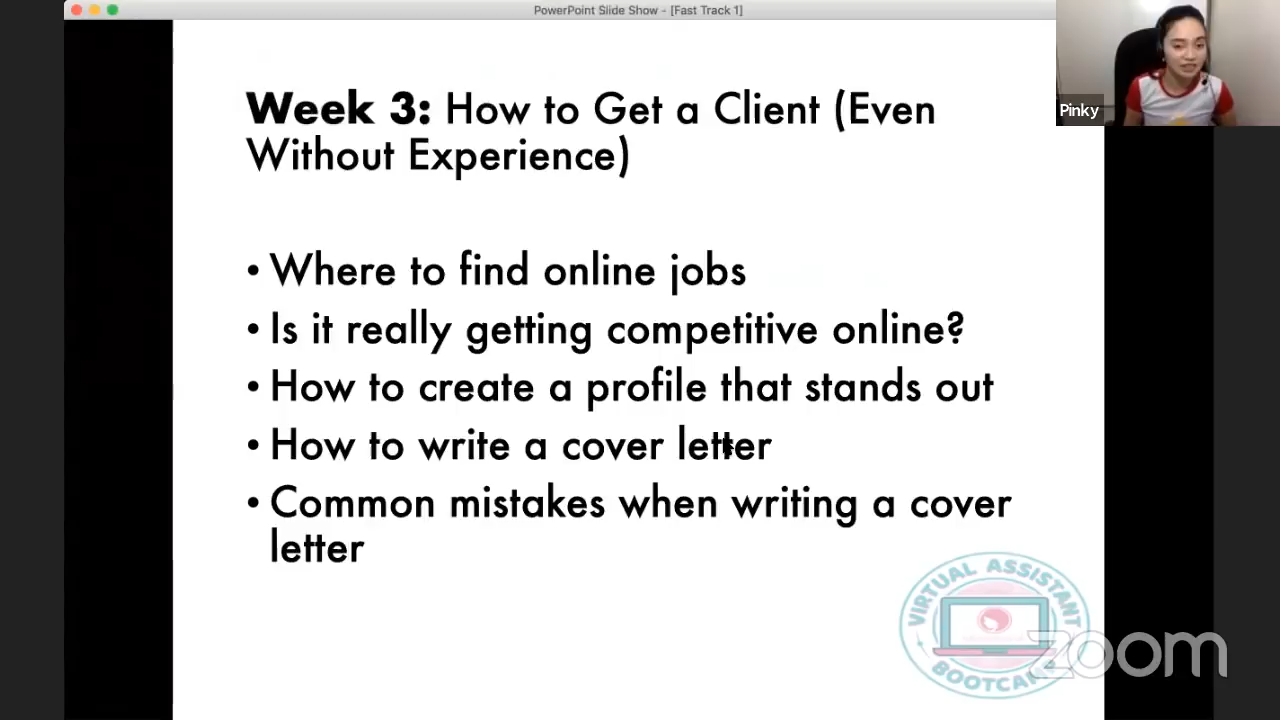 PowerPoint Slide Show - [Fast Track 1]
Pinky
Week 3: How to Get a Client (Even
Without Experience)
• Where to find online jobs
• Is it really getting competitive online?
• How to create a profile that stands out
• How to write a cover letter
• Common mistakes when writing a cover
letter
VIRTUAL ASSISTANT
BOOTCAMP
zoom